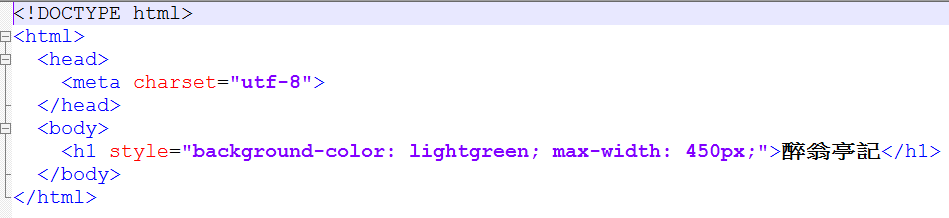 <!DOCTYPE html>
<html>
<head>
<meta charset="utf-8">
</head>
<body>
<h1 style="background-color: lightgreen; max-width: 450px;">醉翁亭記</h1>
</body>
</html>